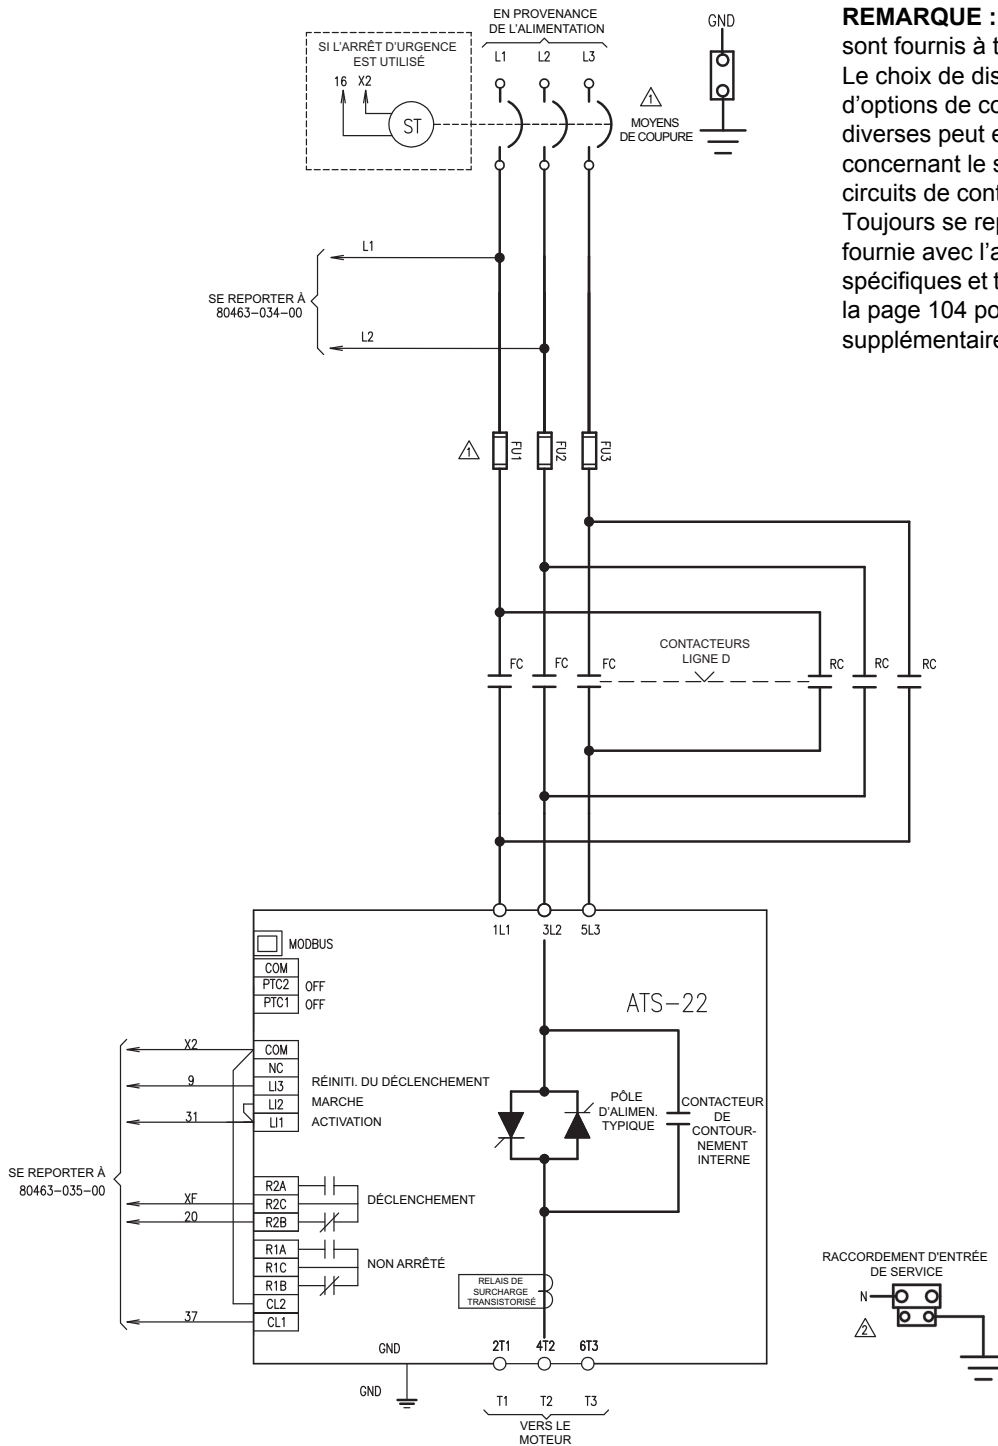 EN PROVENANCE
DE L'ALIMENTATION
L1 L2 L3
SI L'ARRÊT D'URGENCE
EST UTILISÉ
16 X2
ST
1
MOYENS
DE COUPURE
GND
REMARQUE :
sont fournis à t
Le choix de dis
d'options de co
diverses peut e
concernant le s
circuits de cont
Toujours se rep
fournie avec l'a
spécifiques et t
la page 104 po
supplémentaire
L1
SE REPORTER À
80463-034-00
L2
1
FU1
FU2
FU3
CONTACTEURS
LIGNE D
FC FC FC RC RC RC
1L1 3L2 5L3
MODBUS
COM
PTC2 OFF
PTC1 OFF
ATS-22
X2 COM
NC
9 LI3 RÉINITI. DU DÉCLENCHEMENT
LI2 MARCHE
31 LI1 ACTIVATION
PÔLE
D'ALIMEN.
TYPIQUE
CONTACTEUR
DE
CONTOUR-
NEMENT
INTERNE
SE REPORTER À
80463-035-00
R2A
XF R2C DÉCLENCHEMENT
20 R2B
R1A
R1C NON ARRÊTÉ
R1B
CL2
37 CL1
RELAIS DE
SURCHARGE
TRANSISTORISÉ
RACCORDEMENT D'ENTRÉE
DE SERVICE
N
2
GND
2T1 4T2 6T3
GND
T1 T2 T3
VERS LE
MOTEUR